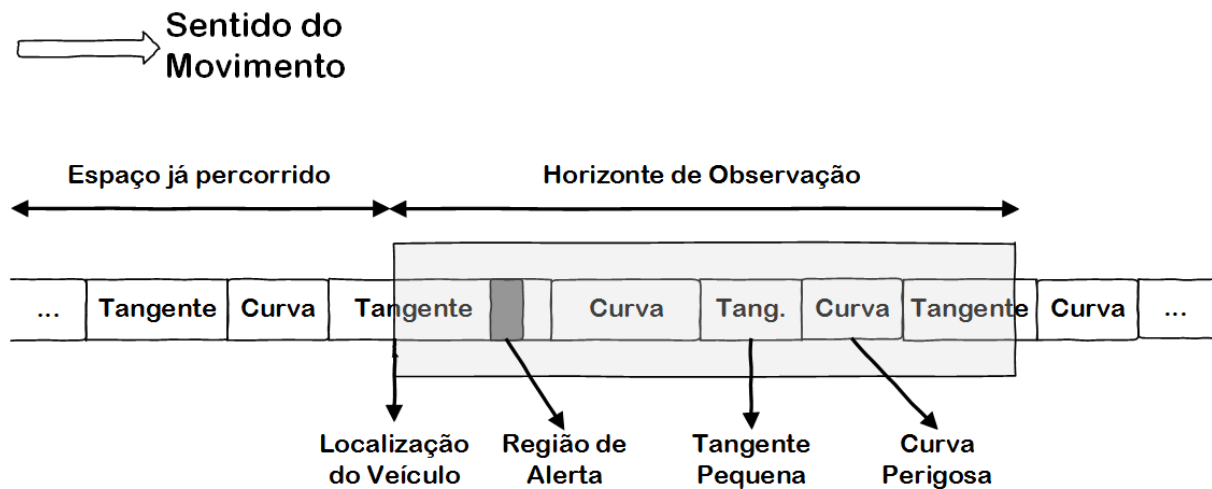 Sentido do
Movimento
Espaço já percorrido
Horizonte de Observação
...
Tangente
Curva
Tangente
Curva
Tang.
Curva
Tangente
Curva
...
Localização
do Veículo
Região de
Alerta
Tangente
Pequena
Curva
Perigosa